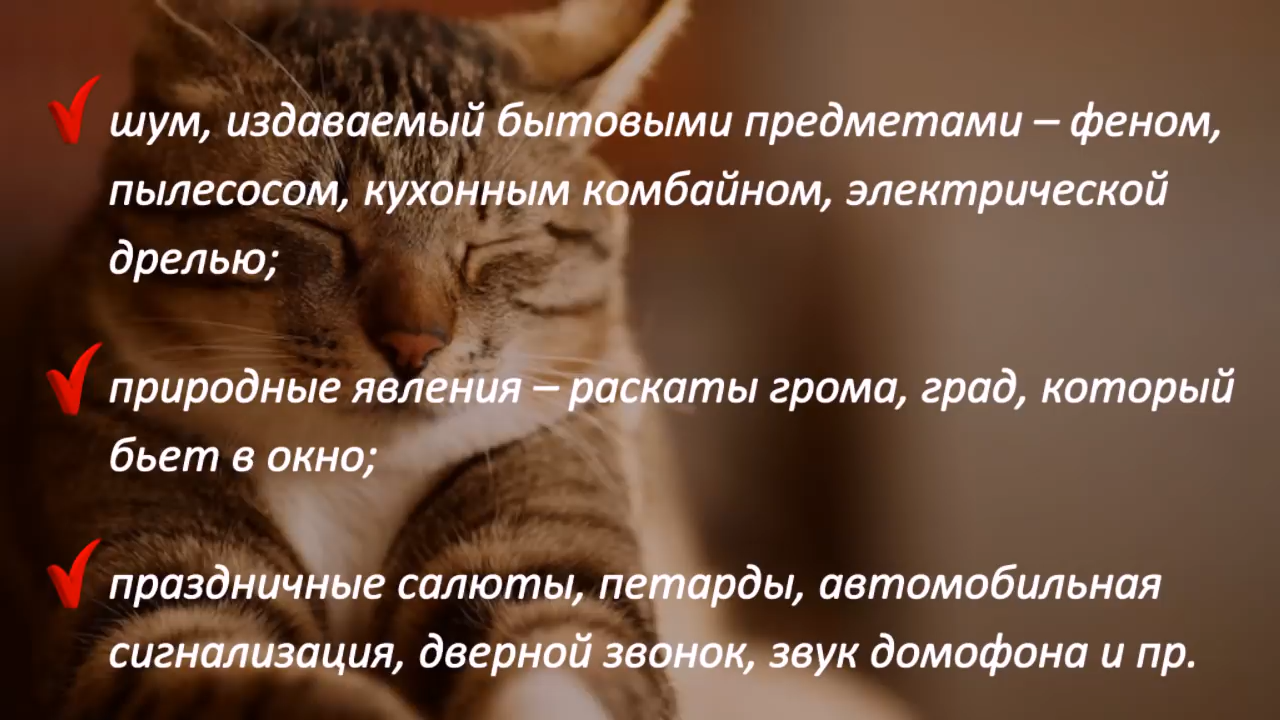 шум, издаваемый бытовыми предметами – феном,
пылесосом, кухонным комбайном, электрической
дрелью;
природные явления – раскаты грома, град, который
бьет в окно;
праздничные салюты, петарды, автомобильная
сигнализация, дверной звонок, звук домофона и пр.